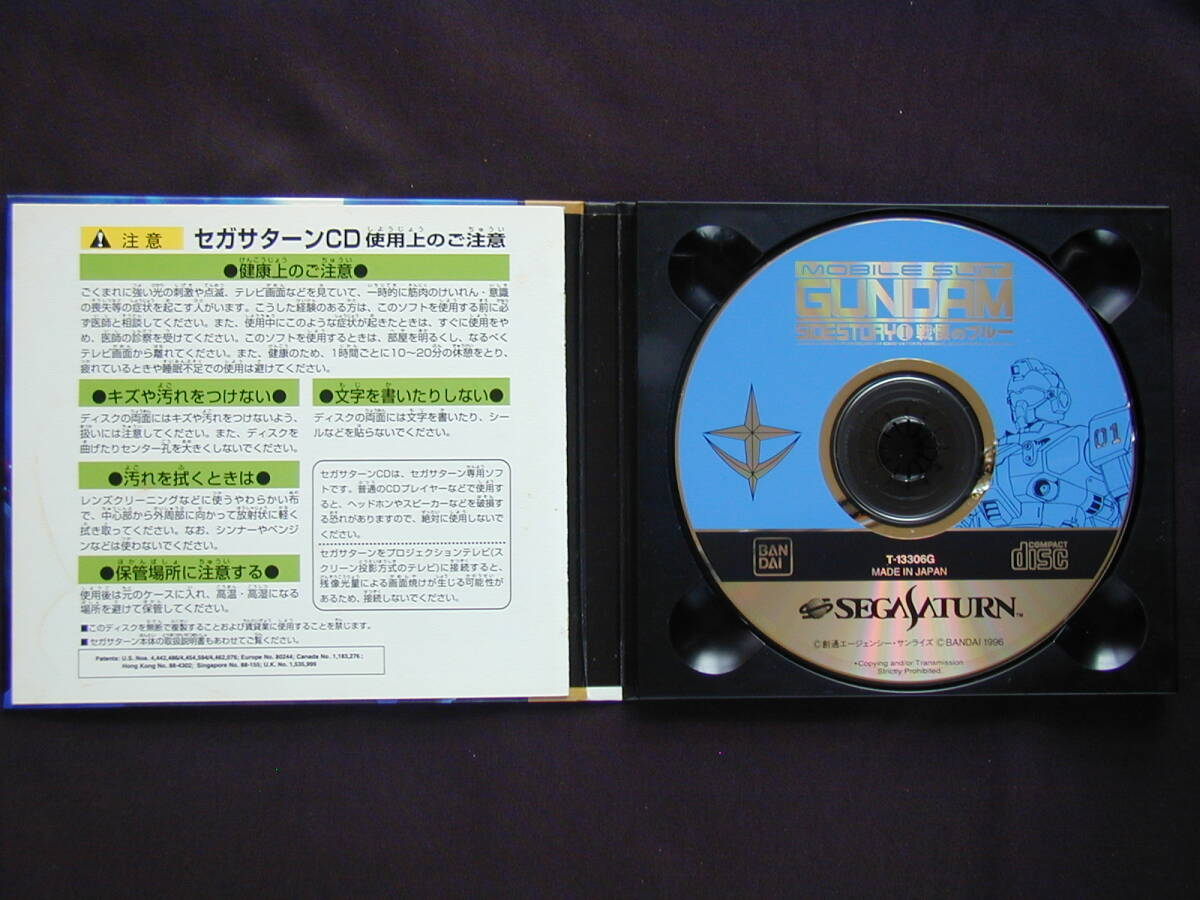 注意 セガサターンCD使用上のご注意
●健康上のご注意●
ごくまれに強い光の刺激や点滅、テレビ画面などを見ていて、一時的に筋肉のけいれん・意識
の喪失等の症状を起こす人がいます。こうした経験のある方は、このソフトを使用する前に必
ず医師と相談してください。また、使用中にこのような症状が起きたときは、すぐに使用をや
め、医師の診察を受けてください。このソフトを使用するときは、部屋を明るくし、なるべく
テレビ画面から離れてください。また、健康のため、1時間ごとに10〜20分の休憩をとり、
疲れているときや睡眠不足での使用は避けてください。
●キズや汚れをつけない●
ディスクの両面にはキズや汚れをつけないよう、
扱いには注意してください。また、ディスクを
曲げたりセンター孔を大きくしないでください。
●文字を書いたりしない●
ディスクの両面には文字を書いたり、シー
ルなどを貼らないでください。
●汚れを拭くときは●
レンズクリーニングなどに使うやわらかい布
で、中心部から外周部に向かって放射状に軽く
拭き取ってください。なお、シンナーやベンジ
ンなどは使わないでください。
●保管場所に注意する●
使用後は元のケースに入れ、高温・高湿になる
場所を避けて保管してください。
セガサターンCDは、セガサターン専用ソフ
トです。普通のCDプレイヤーなどで使用す
ると、ヘッドホンやスピーカーなどを破損す
る恐れがありますので、絶対に使用しないで
ください。
セガサターンをプロジェクションテレビ(ス
クリーン投影方式のテレビ)に接続すると、
残像光量による画面焼けが生じる可能性が
あるため、接続しないでください。
■このディスクを無断で複製することおよび賃貸業に使用することを禁じます。
■セガサターン本体の取扱説明書もあわせてご覧ください。
Patents: U.S. Nos. 4,442,486/4,454,594/4,462,076; Europe No. 80244; Canada No. 1,183,276;
Hong Kong No. 88-4302; Singapore No. 88-155; U.K. No. 1,535,999
MOBILE SUIT
GUNDAM
SIDESTORY I 戦慄のブルー
01
BAN
DAI
T-13306G
MADE IN JAPAN
COMPACT
disc
SEGA SATURN™
©創通エージェンシー・サンライズ ©BANDAI 1996
•Copying and/or Transmission
Strictly Prohibited.